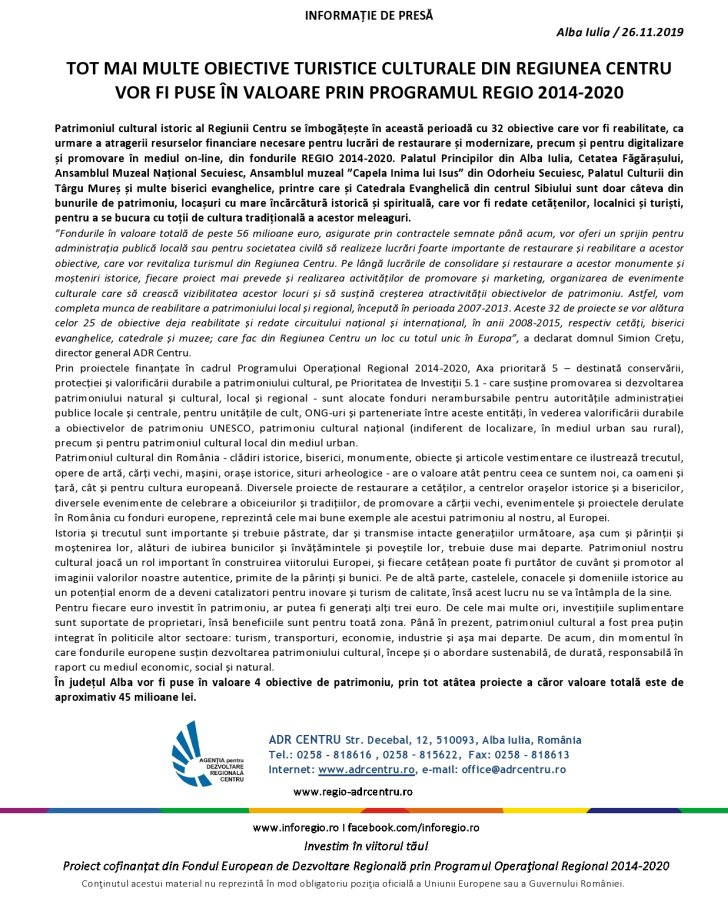 INFORMAȚIE DE PRESĂ
Alba Iulia / 26.11.2019
TOT MAI MULTE OBIECTIVE TURISTICE CULTURALE DIN REGIUNEA CENTRU
VOR FI PUSE ÎN VALOARE PRIN PROGRAMUL REGIO 2014-2020
Patrimoniul cultural istoric al Regiunii Centru se îmbogățește în această perioadă cu 32 obiective care vor fi reabilitate, ca
urmare a atragerii resurselor financiare necesare pentru lucrări de restaurare și modernizare, precum și pentru digitalizare
și promovare în mediul on-line, din fondurile REGIO 2014-2020. Palatul Principilor din Alba Iulia, Cetatea Făgărașului,
Ansamblul Muzeal Național Secuiesc, Ansamblul muzeal ”Capela Inima lui Isus” din Odorheiu Secuiesc, Palatul Culturii din
Târgu Mureș și multe biserici evanghelice, printre care și Catedrala Evanghelică din centrul Sibiului sunt doar câteva din
bunurile de patrimoniu, locașuri cu mare încărcătură istorică și spirituală, care vor fi redate cetățenilor, localnici și turiști,
pentru a se bucura cu toții de cultura tradițională a acestor meleaguri.
”Fondurile în valoare totală de peste 56 milioane euro, asigurate prin contractele semnate până acum, vor oferi un sprijin pentru
administrația publică locală sau pentru societatea civilă să realizeze lucrări foarte importante de restaurare și reabilitare a acestor
obiective, care vor revitaliza turismul din Regiunea Centru. Pe lângă lucrările de consolidare și restaurare a acestor monumente și
moșteniri istorice, fiecare proiect mai prevede și realizarea activităților de promovare și marketing, organizarea de evenimente
culturale care să crească vizibilitatea acestor locuri și să susțină creșterea atractivității obiectivelor de patrimoniu. Astfel, vom
completa munca de reabilitare a patrimoniului local și regional, începută în perioada 2007-2013. Aceste 32 de proiecte se vor alătura
celor 25 de obiective deja reabilitate și redate circuitului național și internațional, în anii 2008-2015, respectiv cetăți, biserici
evanghelice, catedrale și muzee; care fac din Regiunea Centru un loc cu totul unic în Europa”, a declarat domnul Simion Crețu,
director general ADR Centru.
Prin proiectele finanțate în cadrul Programului Operațional Regional 2014-2020, Axa prioritară 5 – destinată conservării,
protecției și valorificării durabile a patrimoniului cultural, pe Prioritatea de Investiții 5.1 - care susține promovarea si dezvoltarea
patrimoniului natural și cultural, local și regional - sunt alocate fonduri nerambursabile pentru autoritățile administrației
publice locale și centrale, pentru unitățile de cult, ONG-uri și parteneriate între aceste entități, în vederea valorificării durabile
a obiectivelor de patrimoniu UNESCO, patrimoniu cultural național (indiferent de localizare, în mediul urban sau rural),
precum și pentru patrimoniul cultural local din mediul urban.
Patrimoniul cultural din România - clădiri istorice, biserici, monumente, obiecte și articole vestimentare ce ilustrează trecutul,
opere de artă, cărți vechi, mașini, orașe istorice, situri arheologice - are o valoare atât pentru ceea ce suntem noi, ca oameni și
țară, cât și pentru cultura europeană. Diversele proiecte de restaurare a cetăților, a centrelor orașelor istorice și a bisericilor,
diversele evenimente de celebrare a obiceiurilor și tradițiilor, de promovare a cărții vechi, evenimentele și proiectele derulate
în România cu fonduri europene, reprezintă cele mai bune exemple ale acestui patrimoniu al nostru, al Europei.
Istoria și trecutul sunt importante și trebuie păstrate, dar și transmise intacte generațiilor următoare, așa cum și părinții și
moștenirea lor, alături de iubirea bunicilor și învățămintele și poveștile lor, trebuie duse mai departe. Patrimoniul nostru
cultural joacă un rol important în construirea viitorului Europei, și fiecare cetățean poate fi purtător de cuvânt și promotor al
imaginii valorilor noastre autentice, primite de la părinți și bunici. Pe de altă parte, castelele, conacele și domeniile istorice au
un potențial enorm de a deveni catalizatori pentru inovare și turism de calitate, însă acest lucru nu se va întâmpla de la sine.
Pentru fiecare euro investit în patrimoniu, ar putea fi generați alți trei euro. De cele mai multe ori, investițiile suplimentare
sunt suportate de proprietari, însă beneficiile sunt pentru toată zona. Până în prezent, patrimoniul cultural a fost prea puțin
integrat în politicile altor sectoare: turism, transporturi, economie, industrie și așa mai departe. De acum, din momentul în
care fondurile europene susțin dezvoltarea patrimoniului cultural, începe și o abordare sustenabilă, de durată, responsabilă în
raport cu mediul economic, social și natural.
În județul Alba vor fi puse în valoare 4 obiective de patrimoniu, prin tot atâtea proiecte a căror valoare totală este de
aproximativ 45 milioane lei.
AGENȚIA pentru
DEZVOLTARE
REGIONALĂ
CENTRU
ADR CENTRU Str. Decebal, 12, 510093, Alba Iulia, România
Tel.: 0258 - 818616 , 0258 - 815622, Fax: 0258 - 818613
Internet: www.adrcentru.ro, e-mail: office@adrcentru.ro
www.regio-adrcentru.ro
www.inforegio.ro I facebook.com/inforegio.ro
Investim în viitorul tău!
Proiect cofinanțat din Fondul European de Dezvoltare Regională prin Programul Operațional Regional 2014-2020
Conținutul acestui material nu reprezintă în mod obligatoriu poziția oficială a Uniunii Europene sau a Guvernului României.